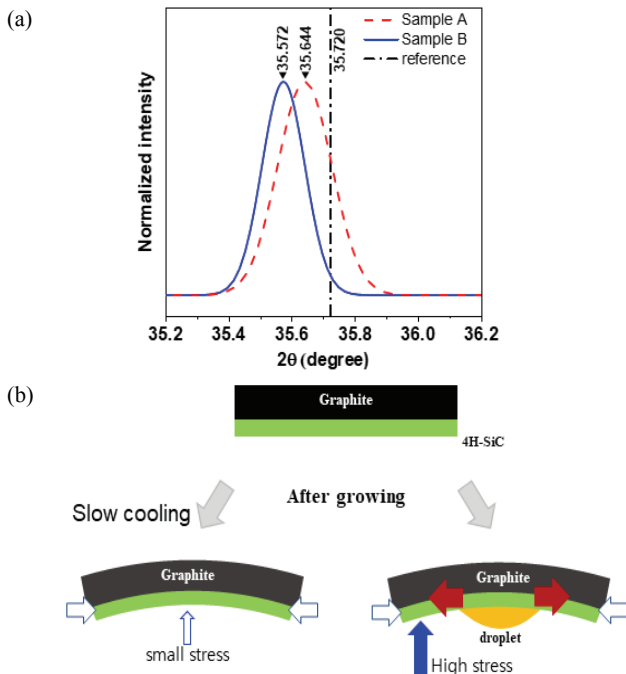 (a)
Sample A
Sample B
reference
35.572
35.644
35.720
Normalized intensity
35.2 35.4 35.6 35.8 36.0 36.2
2θ (degree)
(b)
Graphite
4H-SiC
After growing
Slow cooling
Graphite
small stress
Graphite
droplet
High stress